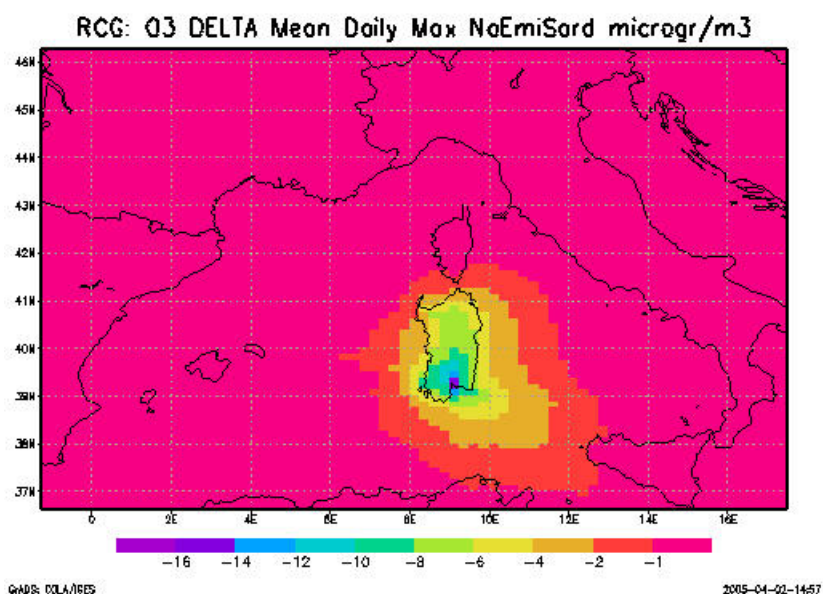 RCG: O3 DELTA Mean Daily Max NoEmiSard microgr/m3
46N
45N
44N
43N
42N
41N
40N
39N
38N
37N
0 2E 4E 6E 8E 10E 12E 14E 16E
-16 -14 -12 -10 -8 -6 -4 -2 -1
GrADS: COLA/IGES 2005-04-02-14:57